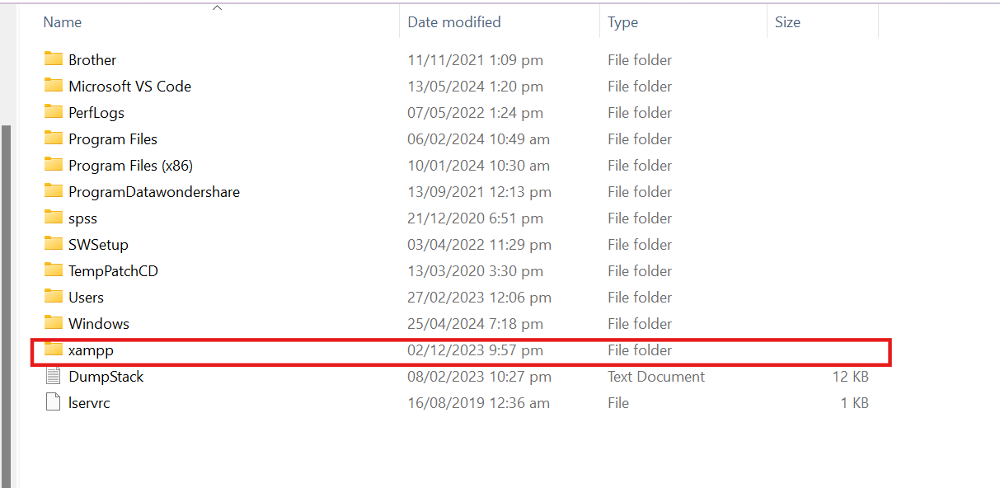 Name Date modified Type Size
Brother 11/11/2021 1:09 pm File folder
Microsoft VS Code 13/05/2024 1:20 pm File folder
PerfLogs 07/05/2022 1:24 pm File folder
Program Files 06/02/2024 10:49 am File folder
Program Files (x86) 10/01/2024 10:30 am File folder
ProgramDatawondershare 13/09/2021 12:13 pm File folder
spss 21/12/2020 6:51 pm File folder
SWSetup 03/04/2022 11:29 pm File folder
TempPatchCD 13/03/2020 3:30 pm File folder
Users 27/02/2023 12:06 pm File folder
Windows 25/04/2024 7:18 pm File folder
xampp 02/12/2023 9:57 pm File folder
DumpStack 08/02/2023 10:27 pm Text Document 12 KB
lservrc 16/08/2019 12:36 am File 1 KB